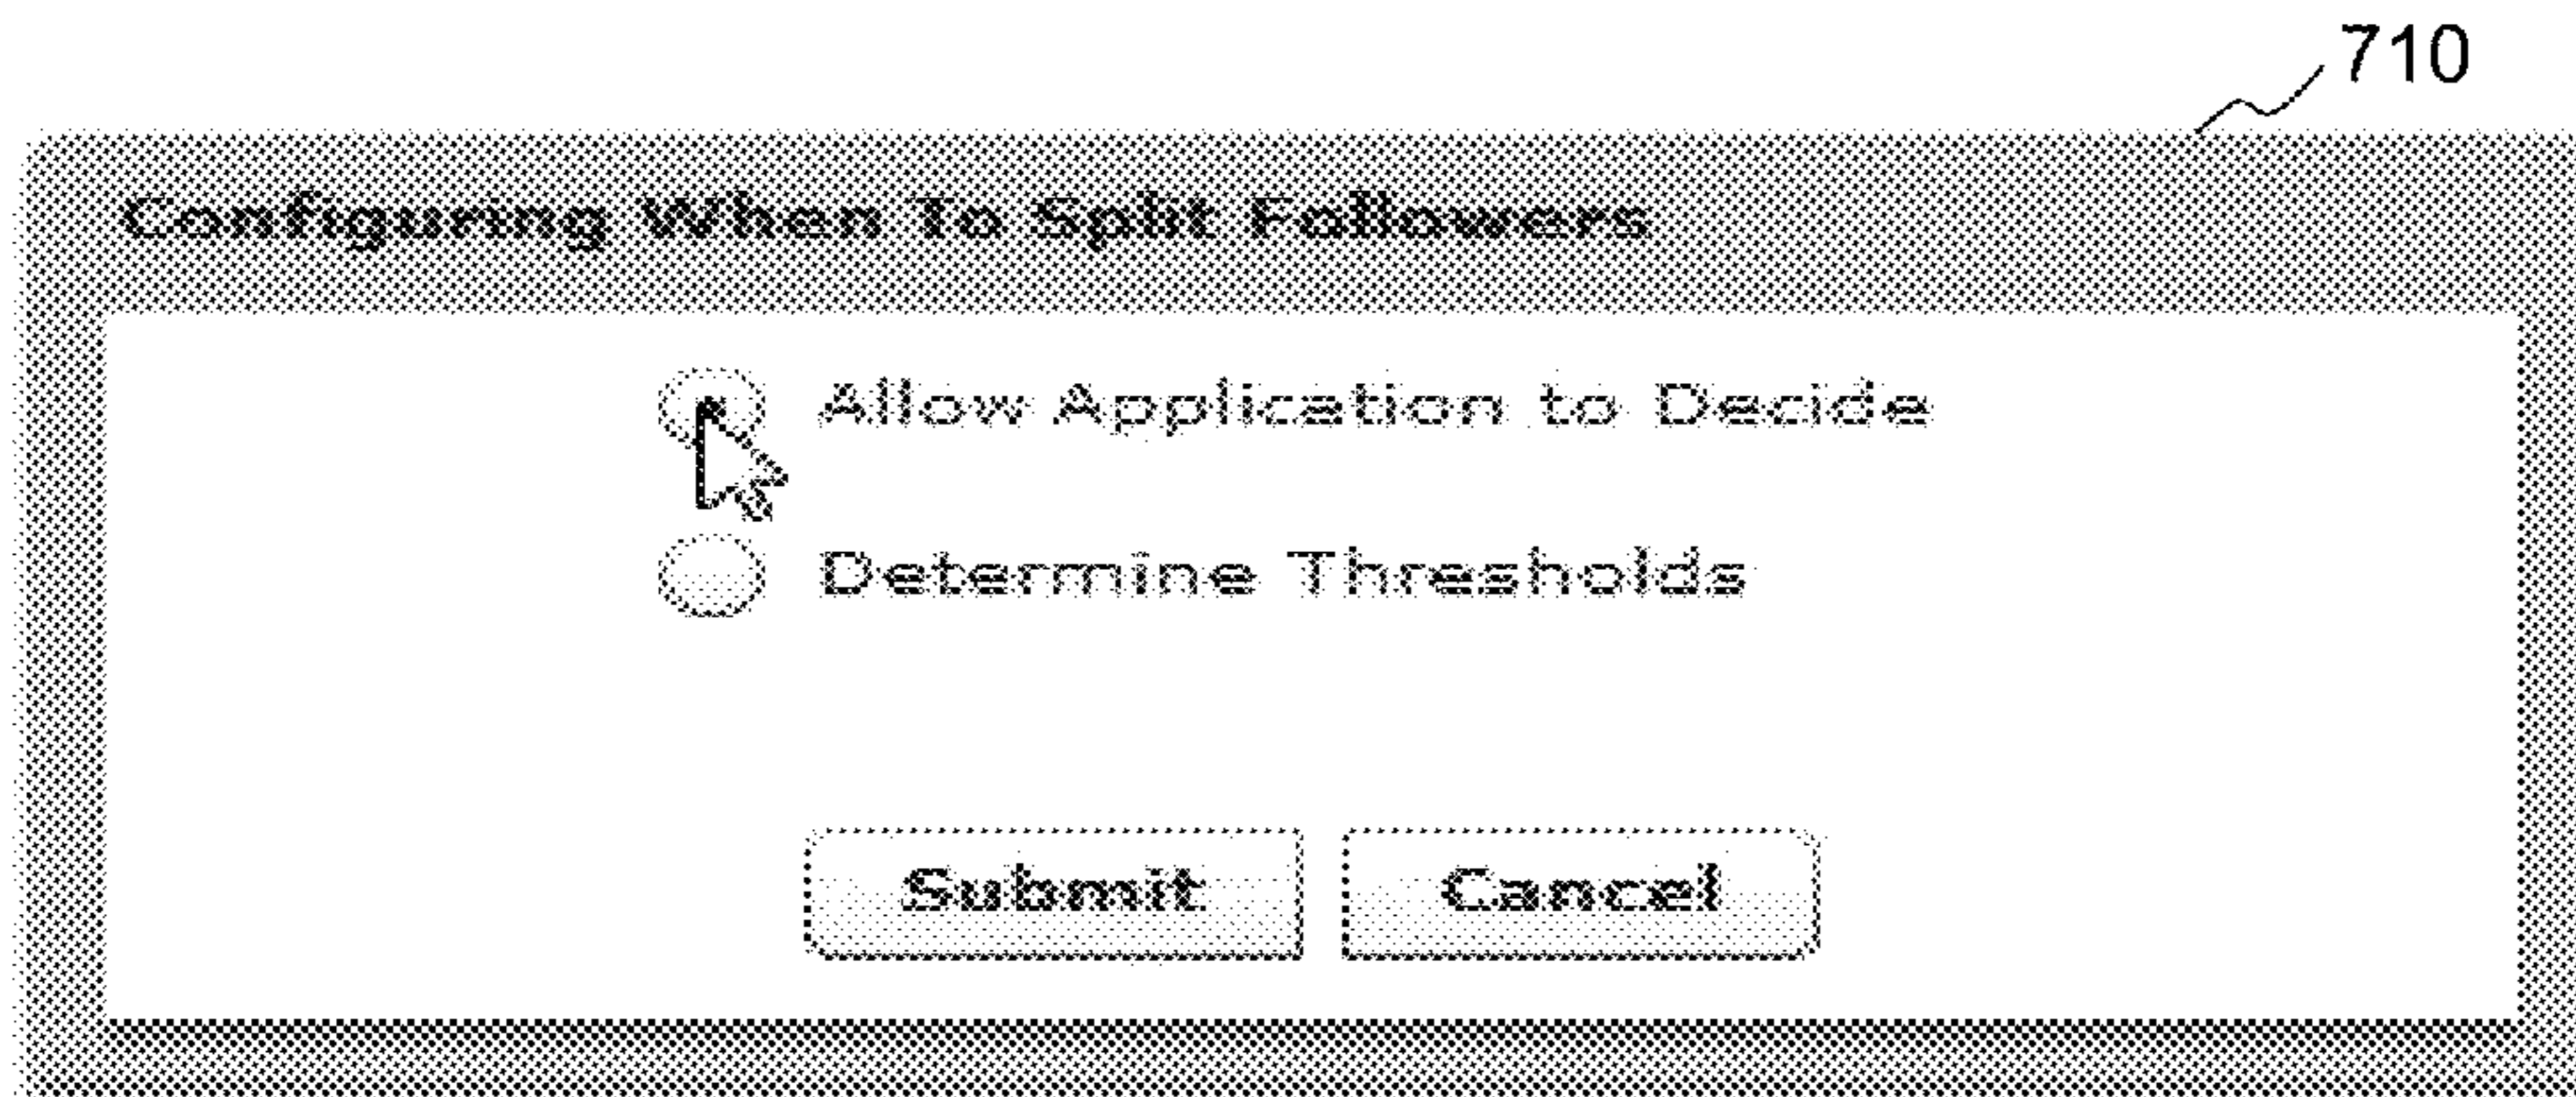 710
Configuring When To Split Followers
Allow Application to Decide
Determine Thresholds
Submit Cancel